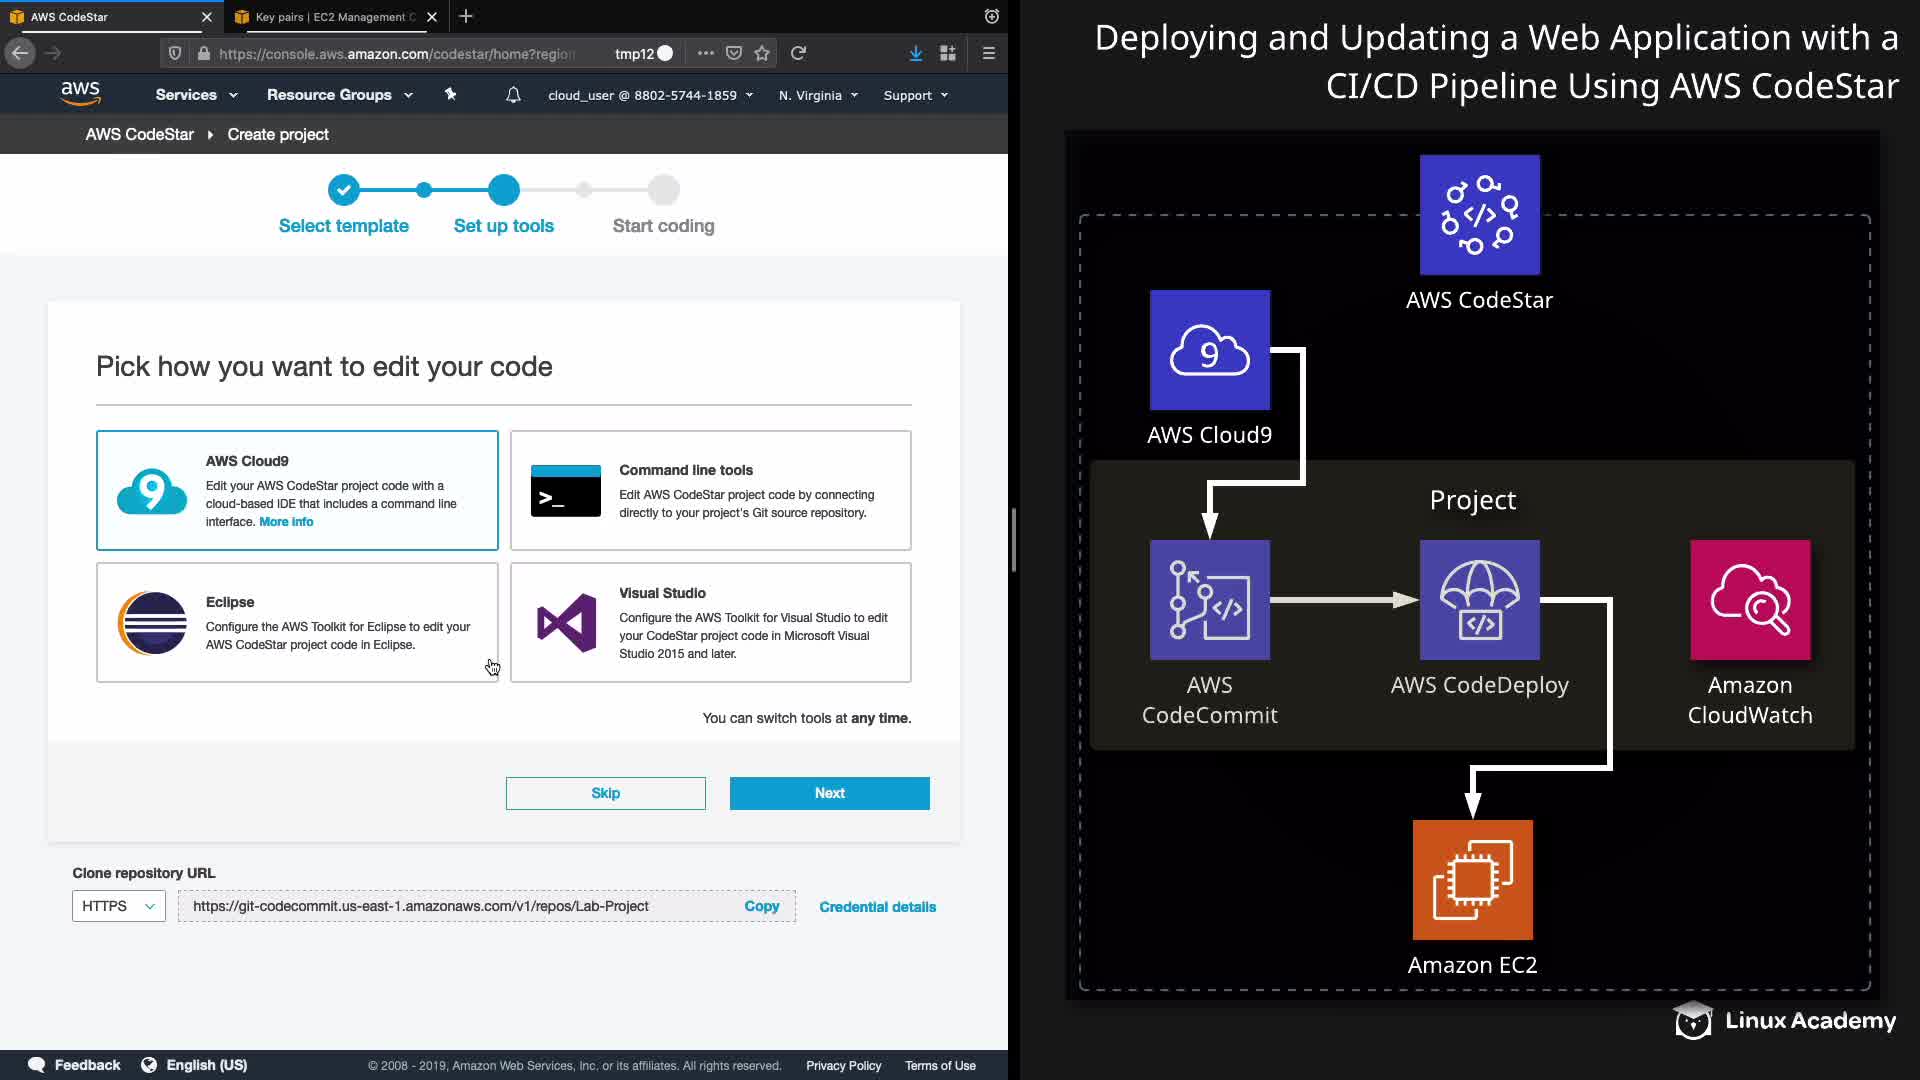 AWS CodeStar
Key pairs | EC2 Management C
https://console.aws.amazon.com/codestar/home?regio
tmp12
aws
Services
Resource Groups
cloud_user @ 8802-5744-1859
N. Virginia
Support
AWS CodeStar
Create project
Select template
Set up tools
Start coding
Pick how you want to edit your code
AWS Cloud9
Edit your AWS CodeStar project code with a
cloud-based IDE that includes a command line
interface. More info
Command line tools
Edit AWS CodeStar project code by connecting
directly to your project's Git source repository.
Eclipse
Configure the AWS Toolkit for Eclipse to edit your
AWS CodeStar project code in Eclipse.
Visual Studio
Configure the AWS Toolkit for Visual Studio to edit
your CodeStar project code in Microsoft Visual
Studio 2015 and later.
You can switch tools at any time.
Skip
Next
Clone repository URL
HTTPS
https://git-codecommit.us-east-1.amazonaws.com/v1/repos/Lab-Project
Copy
Credential details
Feedback
English (US)
© 2008 - 2019, Amazon Web Services, Inc. or its affiliates. All rights reserved.
Privacy Policy
Terms of Use
Deploying and Updating a Web Application with a
CI/CD Pipeline Using AWS CodeStar
AWS CodeStar
9
AWS Cloud9
Project
AWS
CodeCommit
AWS CodeDeploy
Amazon
CloudWatch
Amazon EC2
Linux Academy